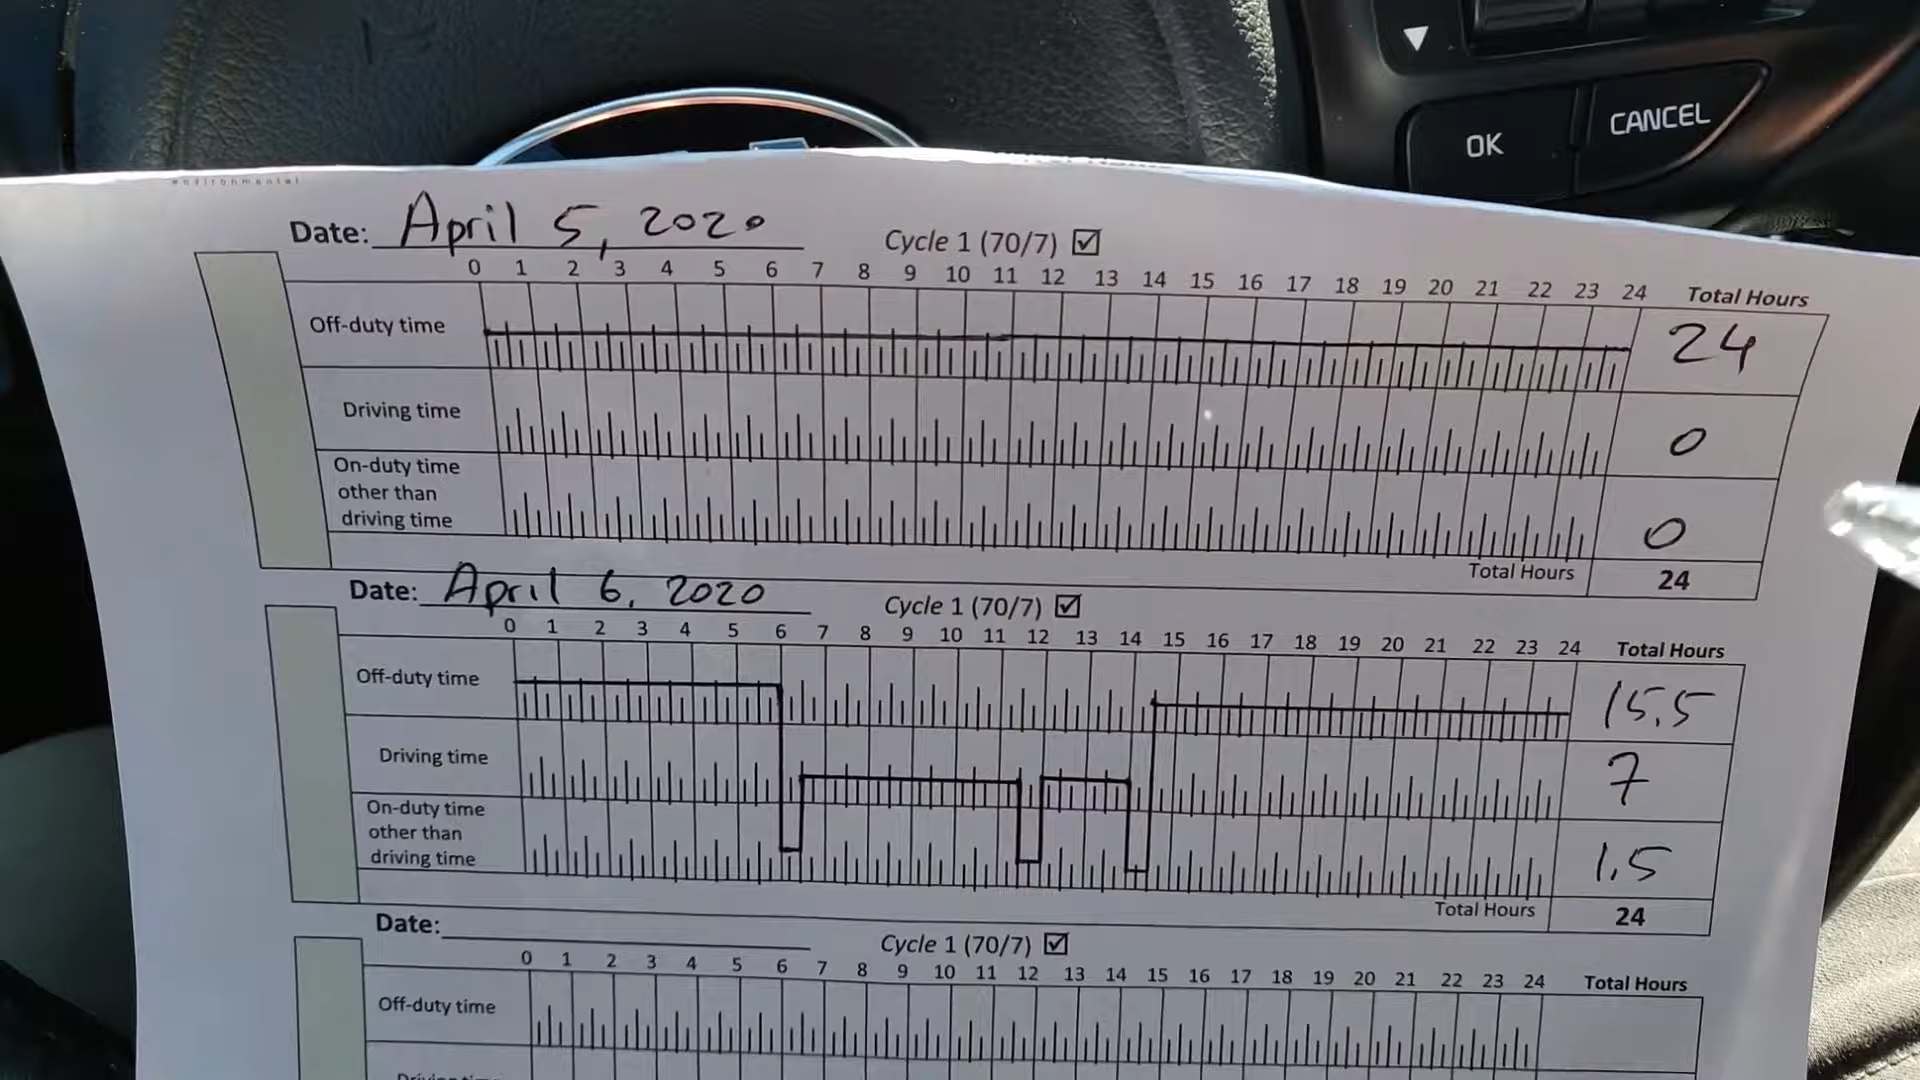 OK CANCEL
environmental
Date: April 5, 2020 Cycle 1 (70/7) ☑
0 1 2 3 4 5 6 7 8 9 10 11 12 13 14 15 16 17 18 19 20 21 22 23 24 Total Hours
Off-duty time 24
Driving time 0
On-duty time
other than
driving time 0
Total Hours 24
Date: April 6, 2020 Cycle 1 (70/7) ☑
0 1 2 3 4 5 6 7 8 9 10 11 12 13 14 15 16 17 18 19 20 21 22 23 24 Total Hours
Off-duty time 15.5
Driving time 7
On-duty time
other than
driving time 1.5
Total Hours 24
Date: Cycle 1 (70/7) ☑
0 1 2 3 4 5 6 7 8 9 10 11 12 13 14 15 16 17 18 19 20 21 22 23 24 Total Hours
Off-duty time
Driving time